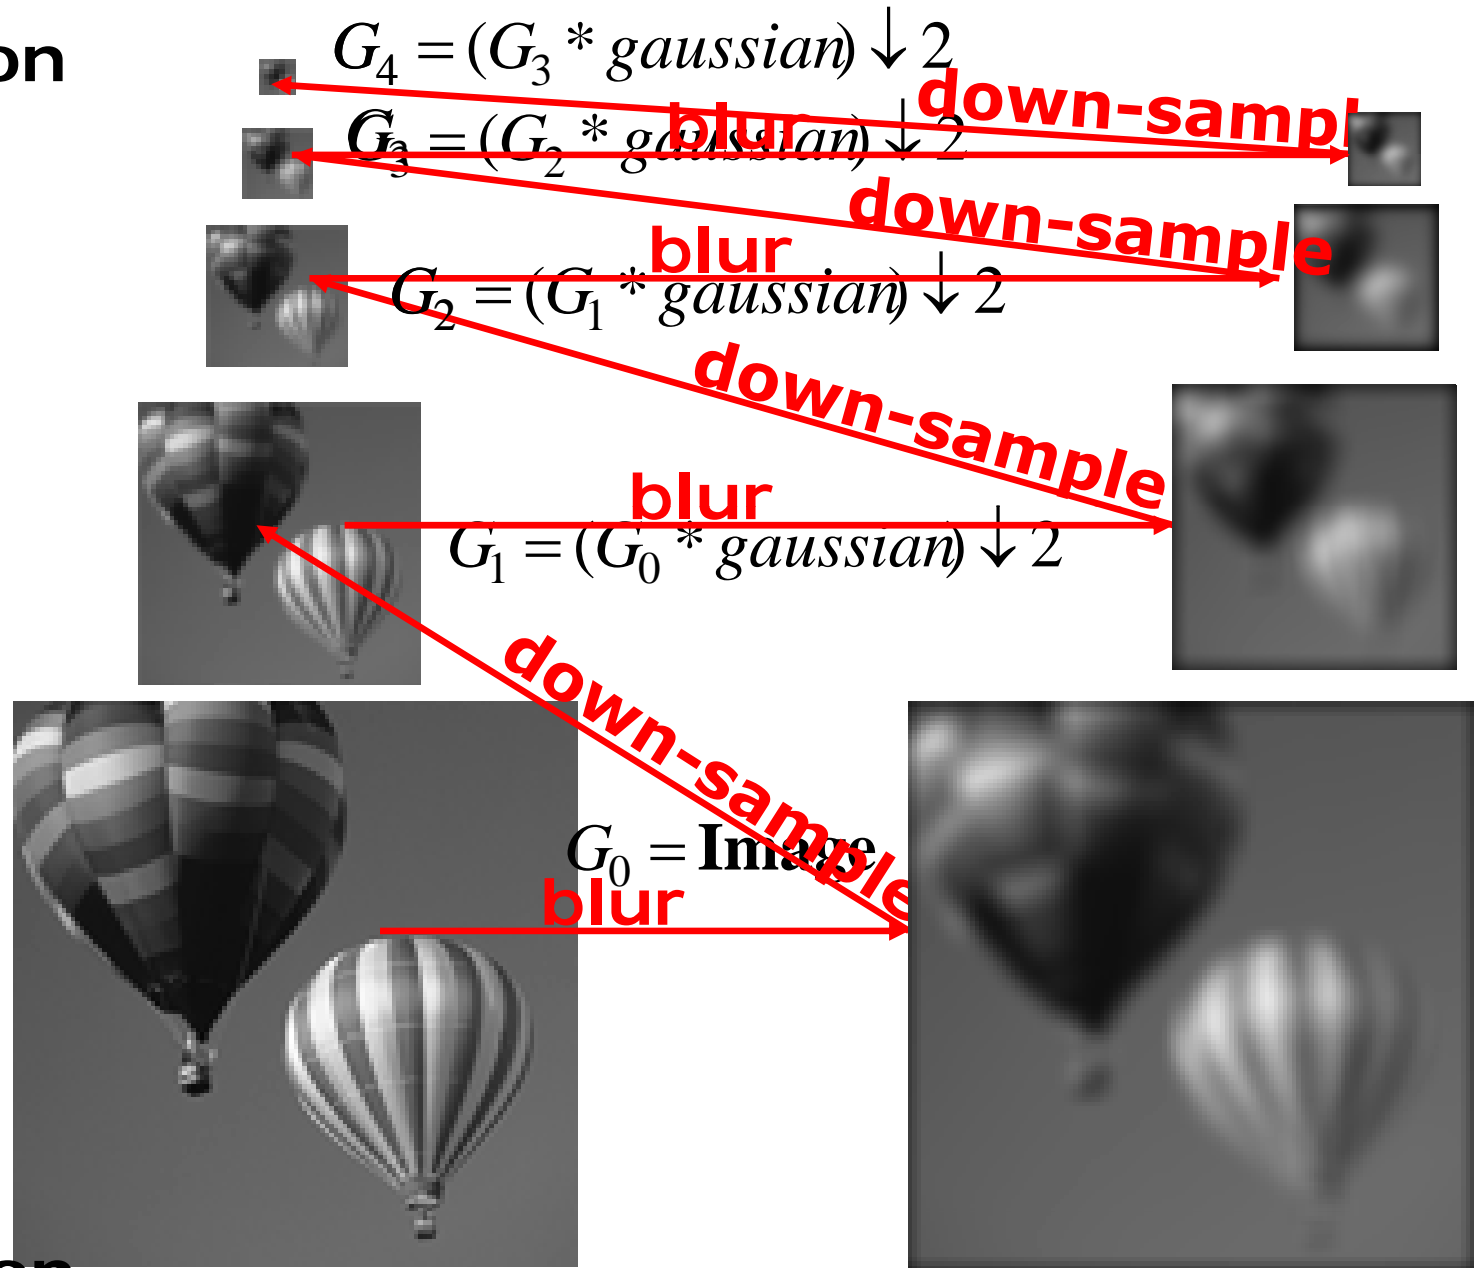 on
G₄ = (G₃ * gaussian) ↓ 2
down-sampl
G₃ = (G₂ * gaussian) ↓ 2
blur
down-sample
blur
G₂ = (G₁ * gaussian) ↓ 2
down-sample
blur
G₁ = (G₀ * gaussian) ↓ 2
down-sample
G₀ = Image
blur
on